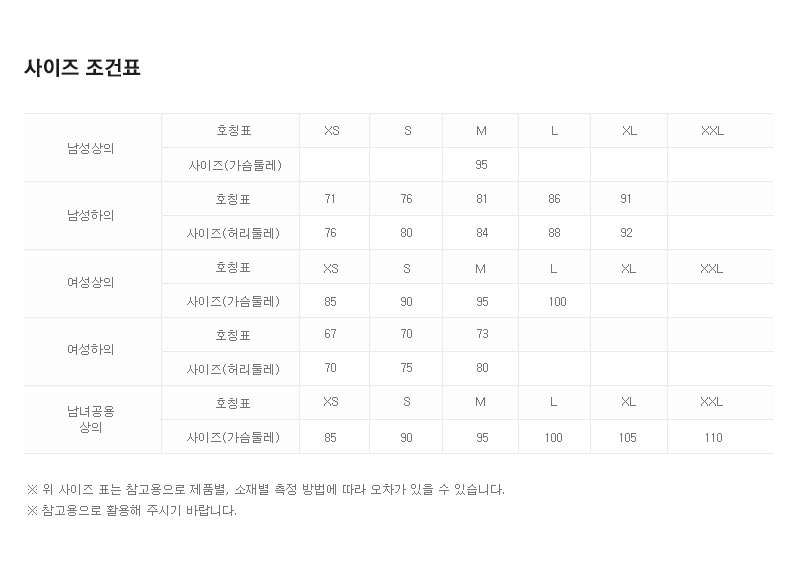 사이즈 조건표
남성상의 호칭표 XS S M L XL XXL
사이즈(가슴둘레) 95
남성하의 호칭표 71 76 81 86 91
사이즈(허리둘레) 76 80 84 88 92
여성상의 호칭표 XS S M L XL XXL
사이즈(가슴둘레) 85 90 95 100
여성하의 호칭표 67 70 73
사이즈(허리둘레) 70 75 80
남녀공용 상의 호칭표 XS S M L XL XXL
사이즈(가슴둘레) 85 90 95 100 105 110
※ 위 사이즈 표는 참고용으로 제품별, 소재별 측정 방법에 따라 오차가 있을 수 있습니다.
※ 참고용으로 활용해 주시기 바랍니다.